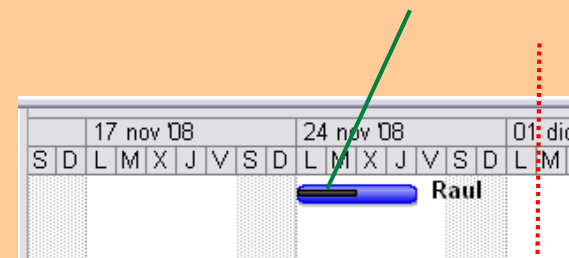 17 nov '08 24 nov '08 01 dic
S D L M X J V S D L M X J V S D L M
Raul